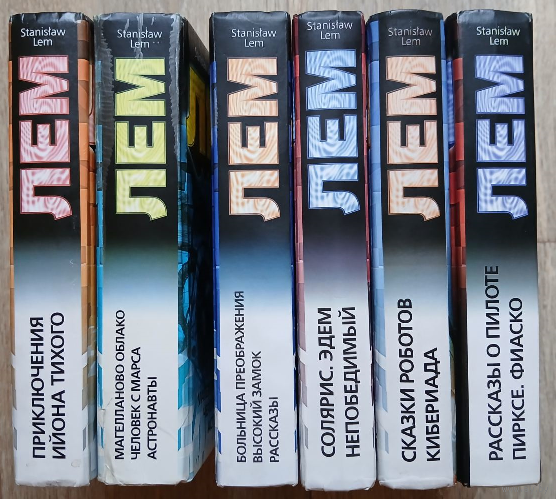 Stanisław
Lem
ЛЕМ
ПРИКЛЮЧЕНИЯ
ИЙОНА ТИХОГО
Stanisław
Lem
ЛЕМ
МАГЕЛЛАНОВО ОБЛАКО
ЧЕЛОВЕК С МАРСА
АСТРОНАВТЫ
Stanisław
Lem
ЛЕМ
БОЛЬНИЦА ПРЕОБРАЖЕНИЯ
ВЫСОКИЙ ЗАМОК
РАССКАЗЫ
Stanisław
Lem
ЛЕМ
СОЛЯРИС. ЭДЕМ
НЕПОБЕДИМЫЙ
Stanisław
Lem
ЛЕМ
СКАЗКИ РОБОТОВ
КИБЕРИАДА
Stanisław
Lem
ЛЕМ
РАССКАЗЫ О ПИЛОТЕ
ПИРКСЕ. ФИАСКО